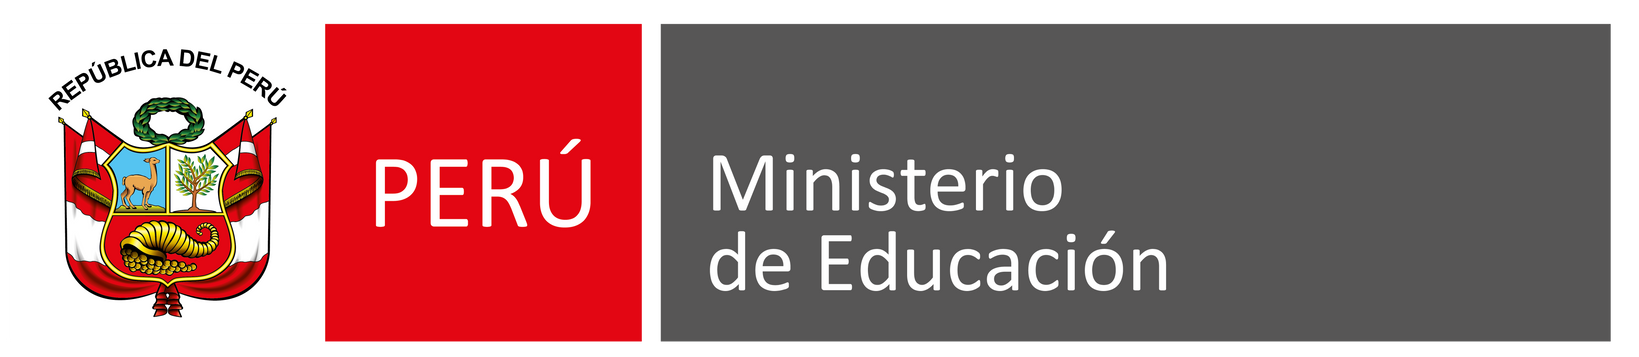 REPÚBLICA DEL PERÚ
PERÚ
Ministerio
de Educación